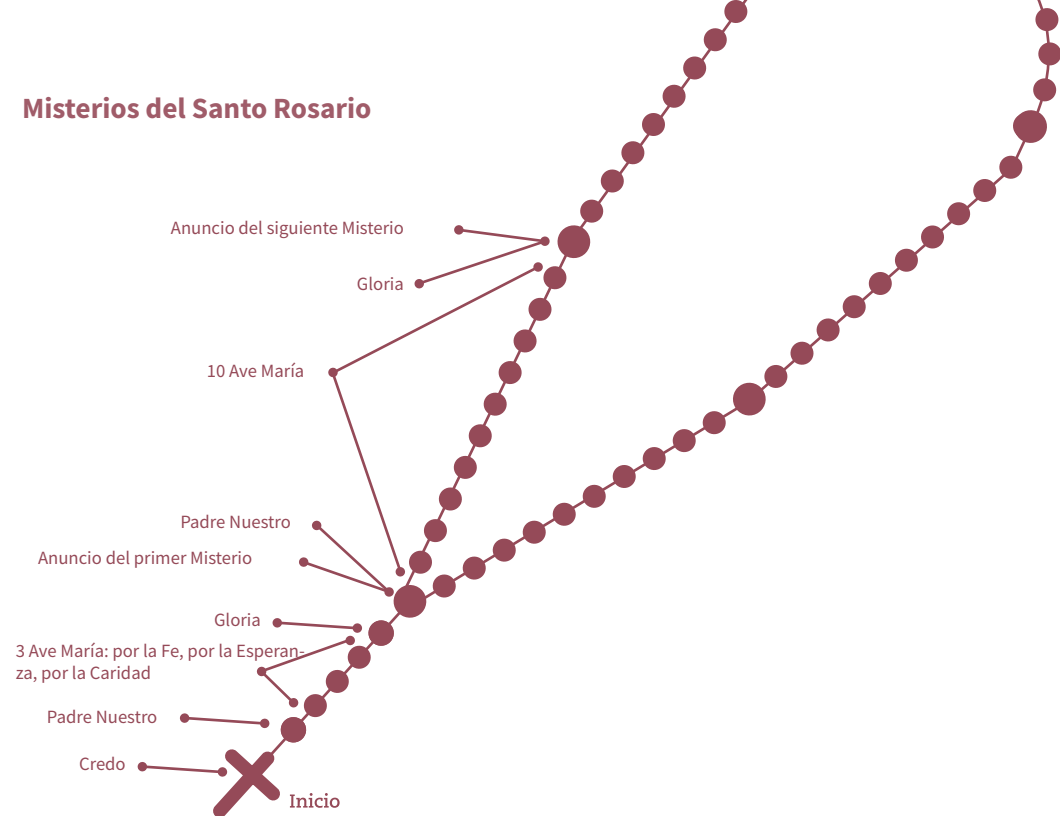 Misterios del Santo Rosario
Anuncio del siguiente Misterio
Gloria
10 Ave María
Padre Nuestro
Anuncio del primer Misterio
Gloria
3 Ave María: por la Fe, por la Esperan-
za, por la Caridad
Padre Nuestro
Credo
Inicio